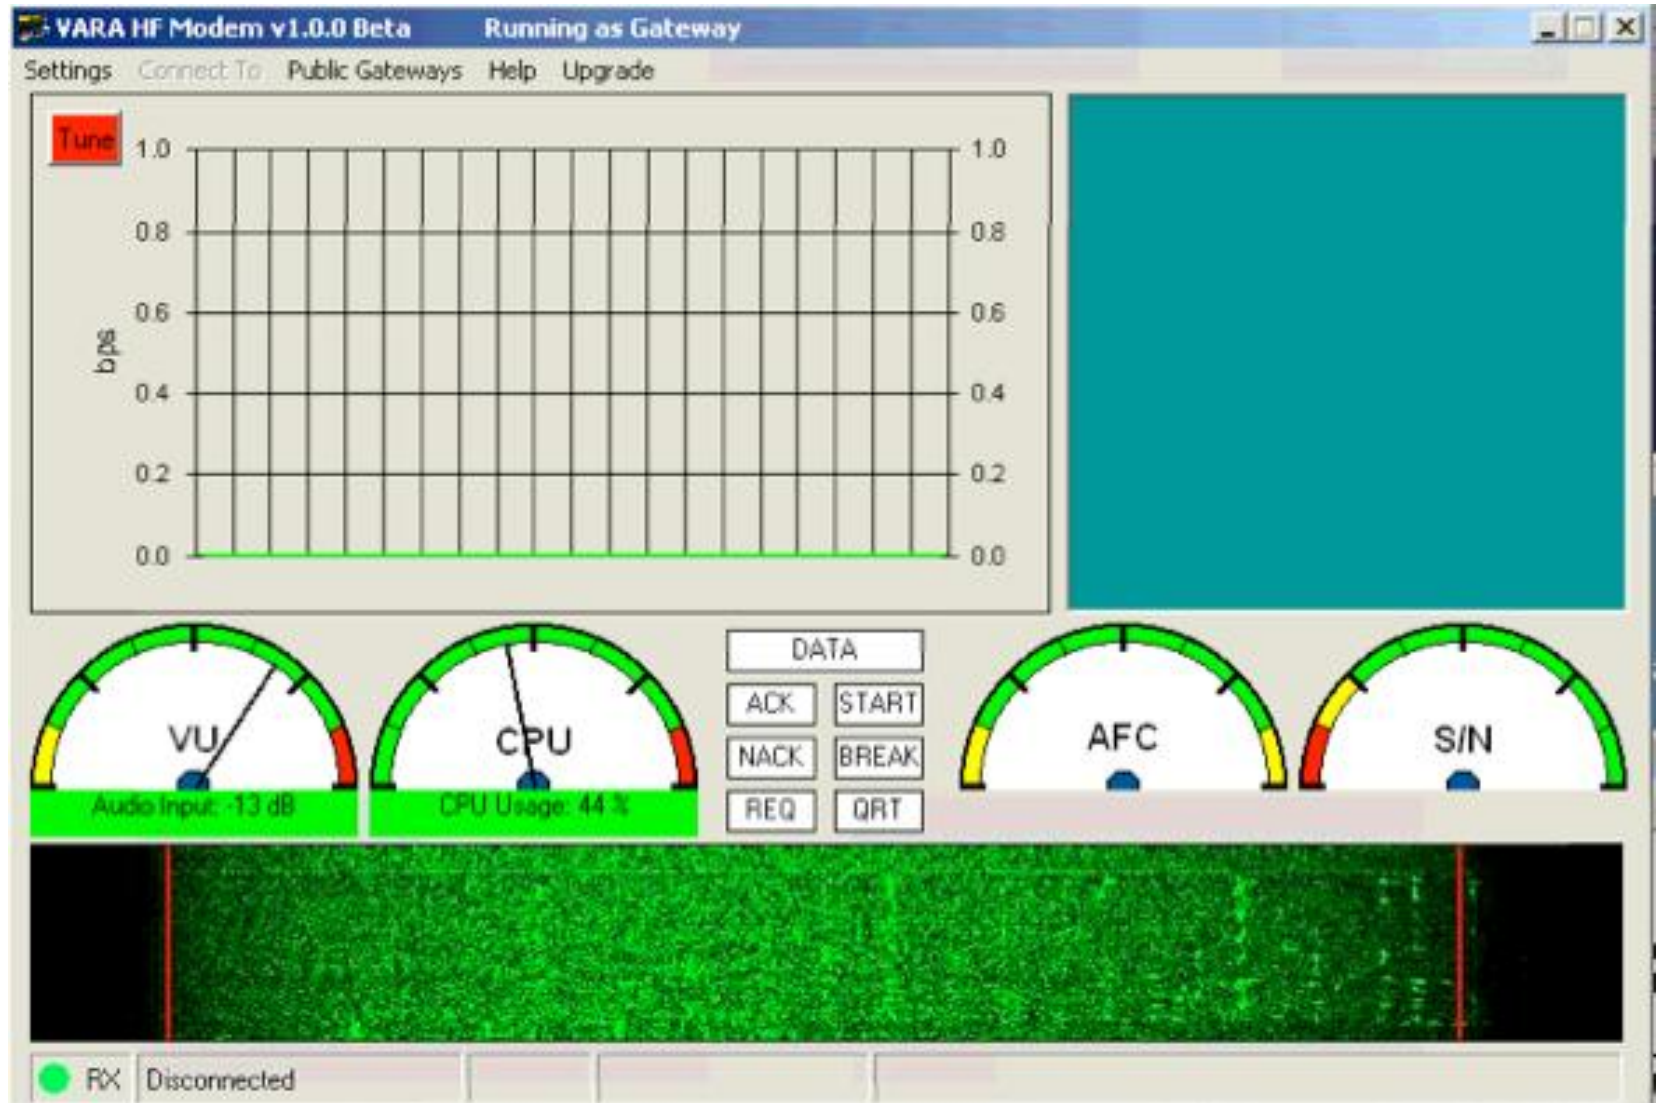 VARA HF Modem v1.0.0 Beta Running as Gateway
Settings Connect To Public Gateways Help Upgrade
Tune
1.0 1.0
0.8 0.8
0.6 0.6
bps
0.4 0.4
0.2 0.2
0.0 0.0
DATA
ACK START
NACK BREAK
REQ QRT
VU CPU AFC S/N
Audio Input: -13 dB CPU Usage: 44 %
RX Disconnected